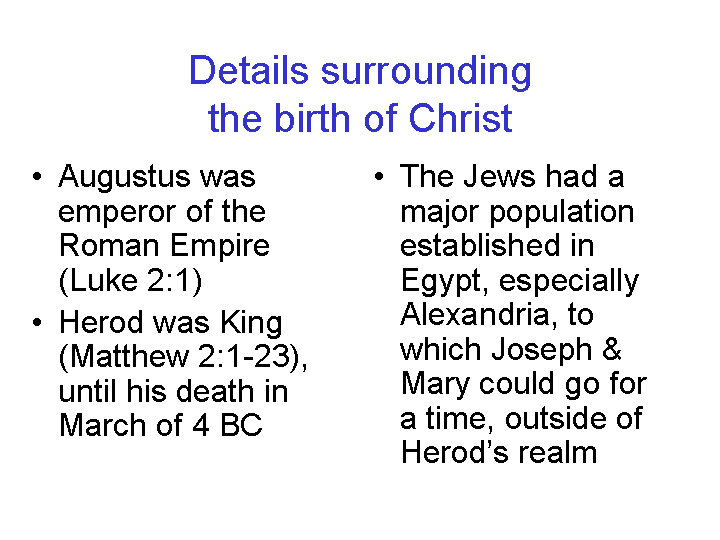 Details surrounding
the birth of Christ
• Augustus was
emperor of the
Roman Empire
(Luke 2:1)
• Herod was King
(Matthew 2:1-23),
until his death in
March of 4 BC
• The Jews had a
major population
established in
Egypt, especially
Alexandria, to
which Joseph &
Mary could go for
a time, outside of
Herod’s realm